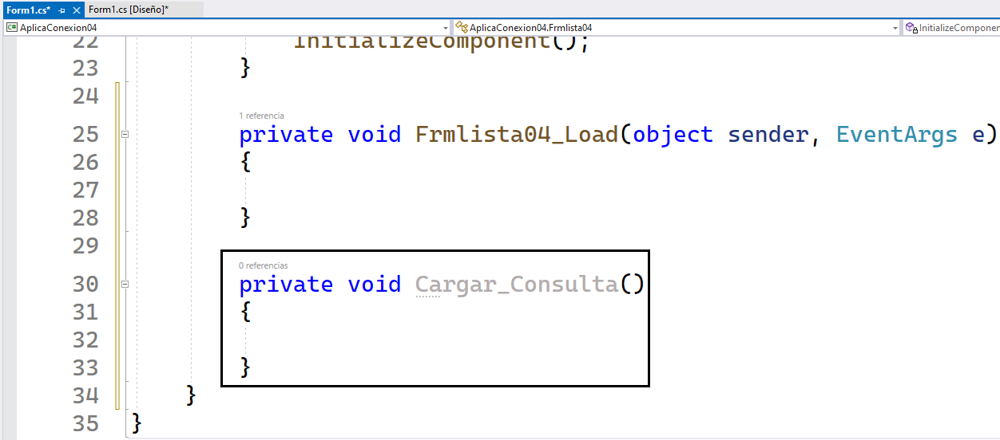 Form1.cs* Form1.cs [Diseño]*
C# AplicaConexion04 AplicaConexion04.Frmlista04 InitializeComponen
22 InitializeComponent();
23 }
24
1 referencia
25 private void Frmlista04_Load(object sender, EventArgs e)
26 {
27
28 }
29
0 referencias
30 private void Cargar_Consulta()
31 {
32
33 }
34 }
35 }